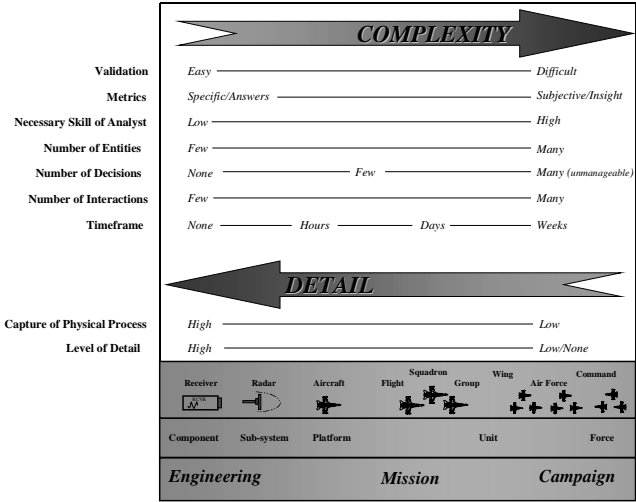 COMPLEXITY
Validation Easy Difficult
Metrics Specific/Answers Subjective/Insight
Necessary Skill of Analyst Low High
Number of Entities Few Many
Number of Decisions None Few Many (unmanageable)
Number of Interactions Few Many
Timeframe None Hours Days Weeks
DETAIL
Capture of Physical Process High Low
Level of Detail High Low/None
Receiver Radar Aircraft Flight Squadron Group Wing Air Force Command
RCVR
Component Sub-system Platform Unit Force
Engineering Mission Campaign